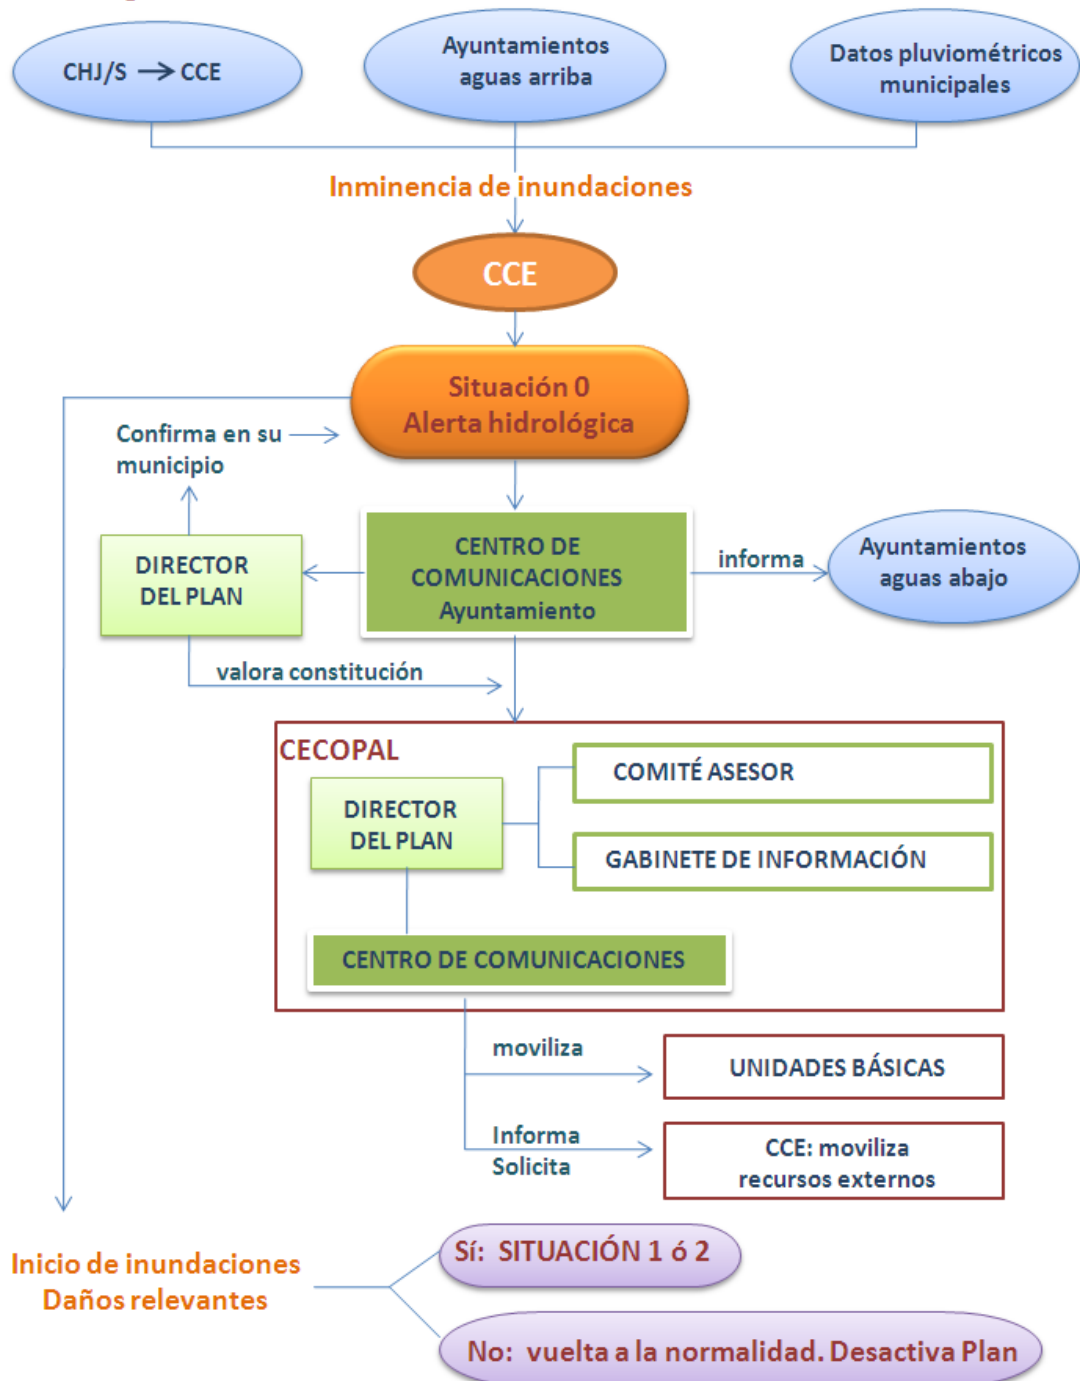 CHJ/S → CCE
Ayuntamientos
aguas arriba
Datos pluviométricos
municipales
Inminencia de inundaciones
CCE
Situación 0
Alerta hidrológica
Confirma en su
municipio
DIRECTOR
DEL PLAN
CENTRO DE
COMUNICACIONES
Ayuntamiento
informa
Ayuntamientos
aguas abajo
valora constitución
CECOPAL
DIRECTOR
DEL PLAN
COMITÉ ASESOR
GABINETE DE INFORMACIÓN
CENTRO DE COMUNICACIONES
moviliza
UNIDADES BÁSICAS
Informa
Solicita
CCE: moviliza
recursos externos
Inicio de inundaciones
Daños relevantes
Sí: SITUACIÓN 1 ó 2
No: vuelta a la normalidad. Desactiva Plan